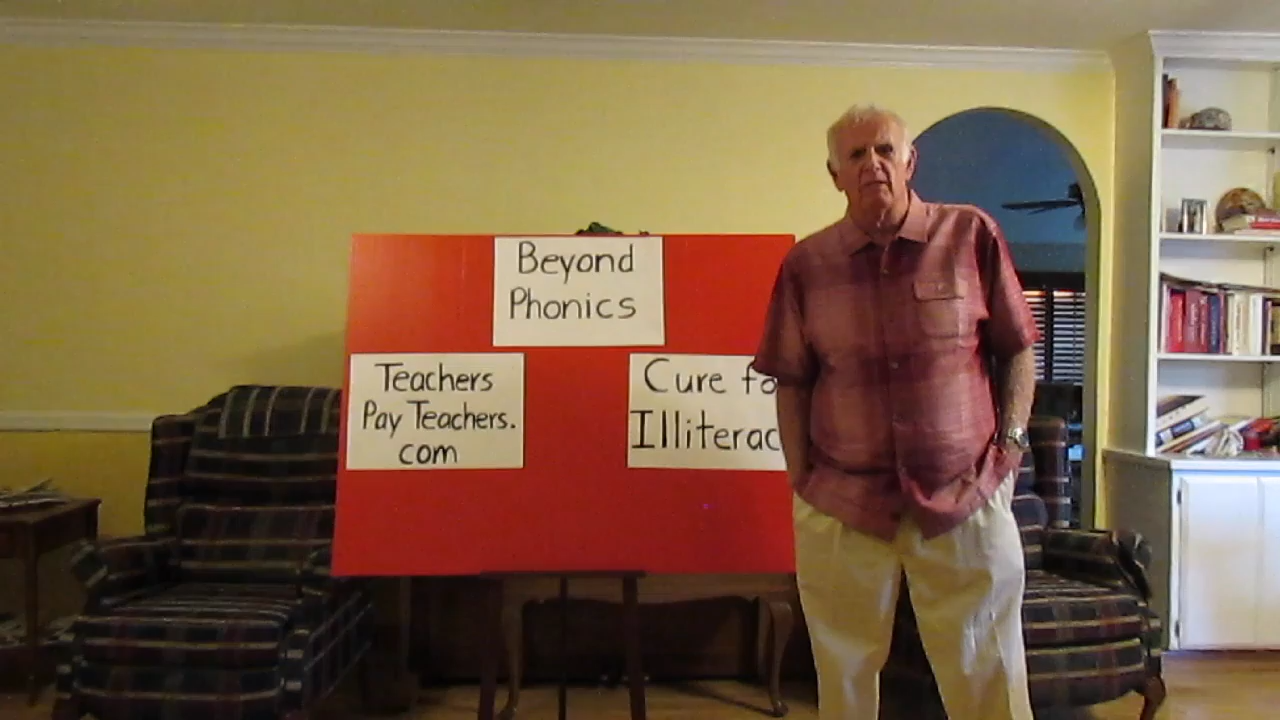 Beyond
Phonics
Teachers
Pay Teachers.
com
Cure fo
Illiterac